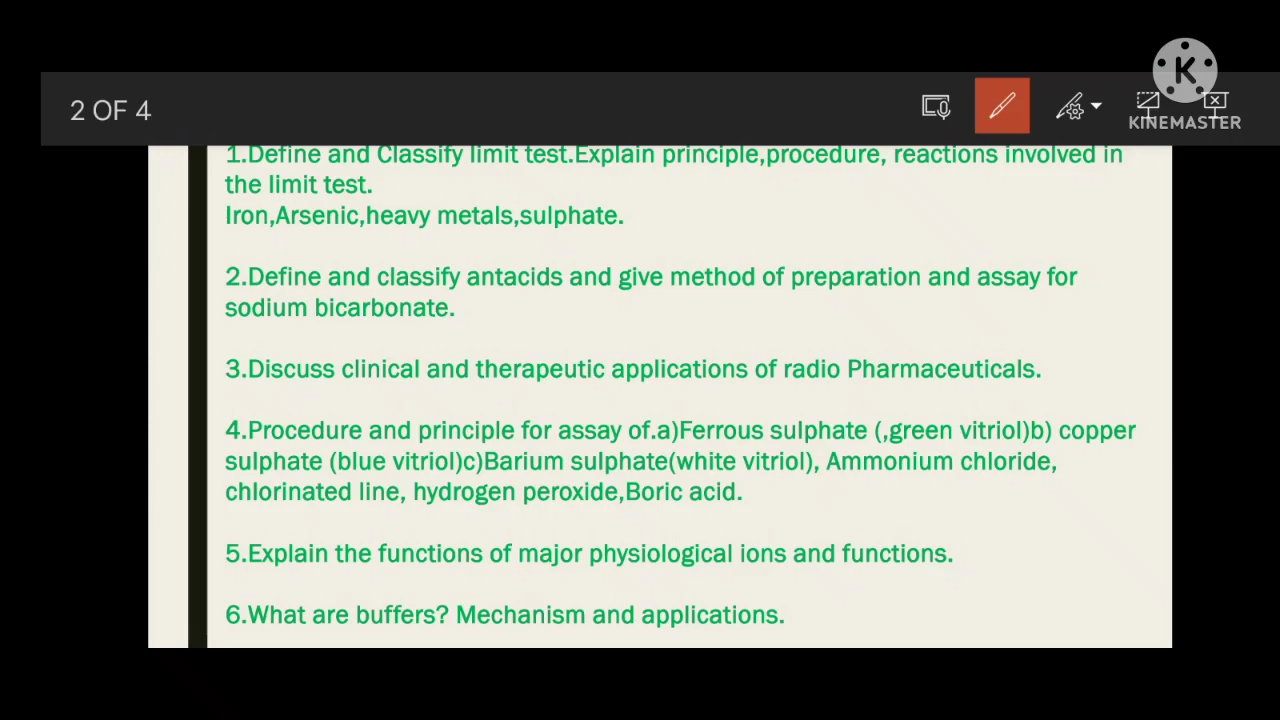 2 OF 4
K
KINEMASTER
1.Define and Classify limit test.Explain principle,procedure, reactions involved in
the limit test.
Iron,Arsenic,heavy metals,sulphate.
2.Define and classify antacids and give method of preparation and assay for
sodium bicarbonate.
3.Discuss clinical and therapeutic applications of radio Pharmaceuticals.
4.Procedure and principle for assay of.a)Ferrous sulphate (,green vitriol)b) copper
sulphate (blue vitriol)c)Barium sulphate(white vitriol), Ammonium chloride,
chlorinated line, hydrogen peroxide,Boric acid.
5.Explain the functions of major physiological ions and functions.
6.What are buffers? Mechanism and applications.